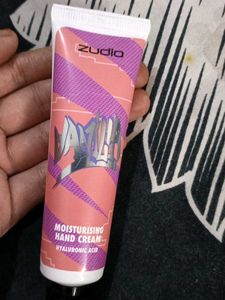 ZUDIO
MOISTURISING
HAND CREAM
HYALURONIC ACID